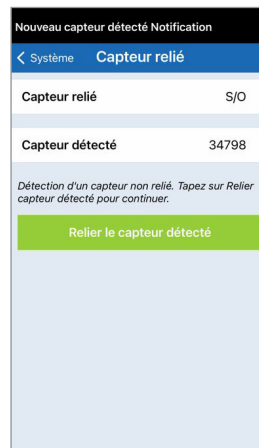 Nouveau capteur détecté Notification
Système Capteur relié
Capteur relié S/O
Capteur détecté 34798
Détection d'un capteur non relié. Tapez sur Relier
capteur détecté pour continuer.
Relier le capteur détecté